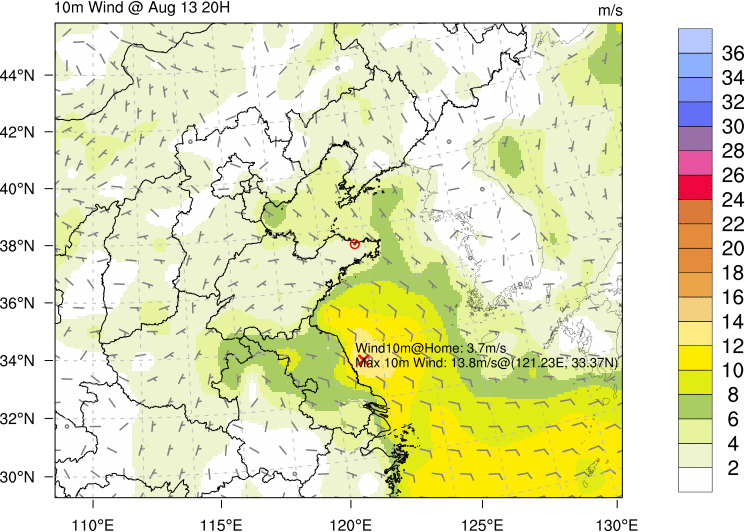 10m Wind @ Aug 13 20H
m/s
44°N
42°N
40°N
38°N
36°N
34°N
32°N
30°N
Wind10m@Home: 3.7m/s
Max 10m Wind: 13.8m/s@(121.23E, 33.37N)
110°E
115°E
120°E
125°E
130°E
36
34
32
30
28
26
24
22
20
18
16
14
12
10
8
6
4
2